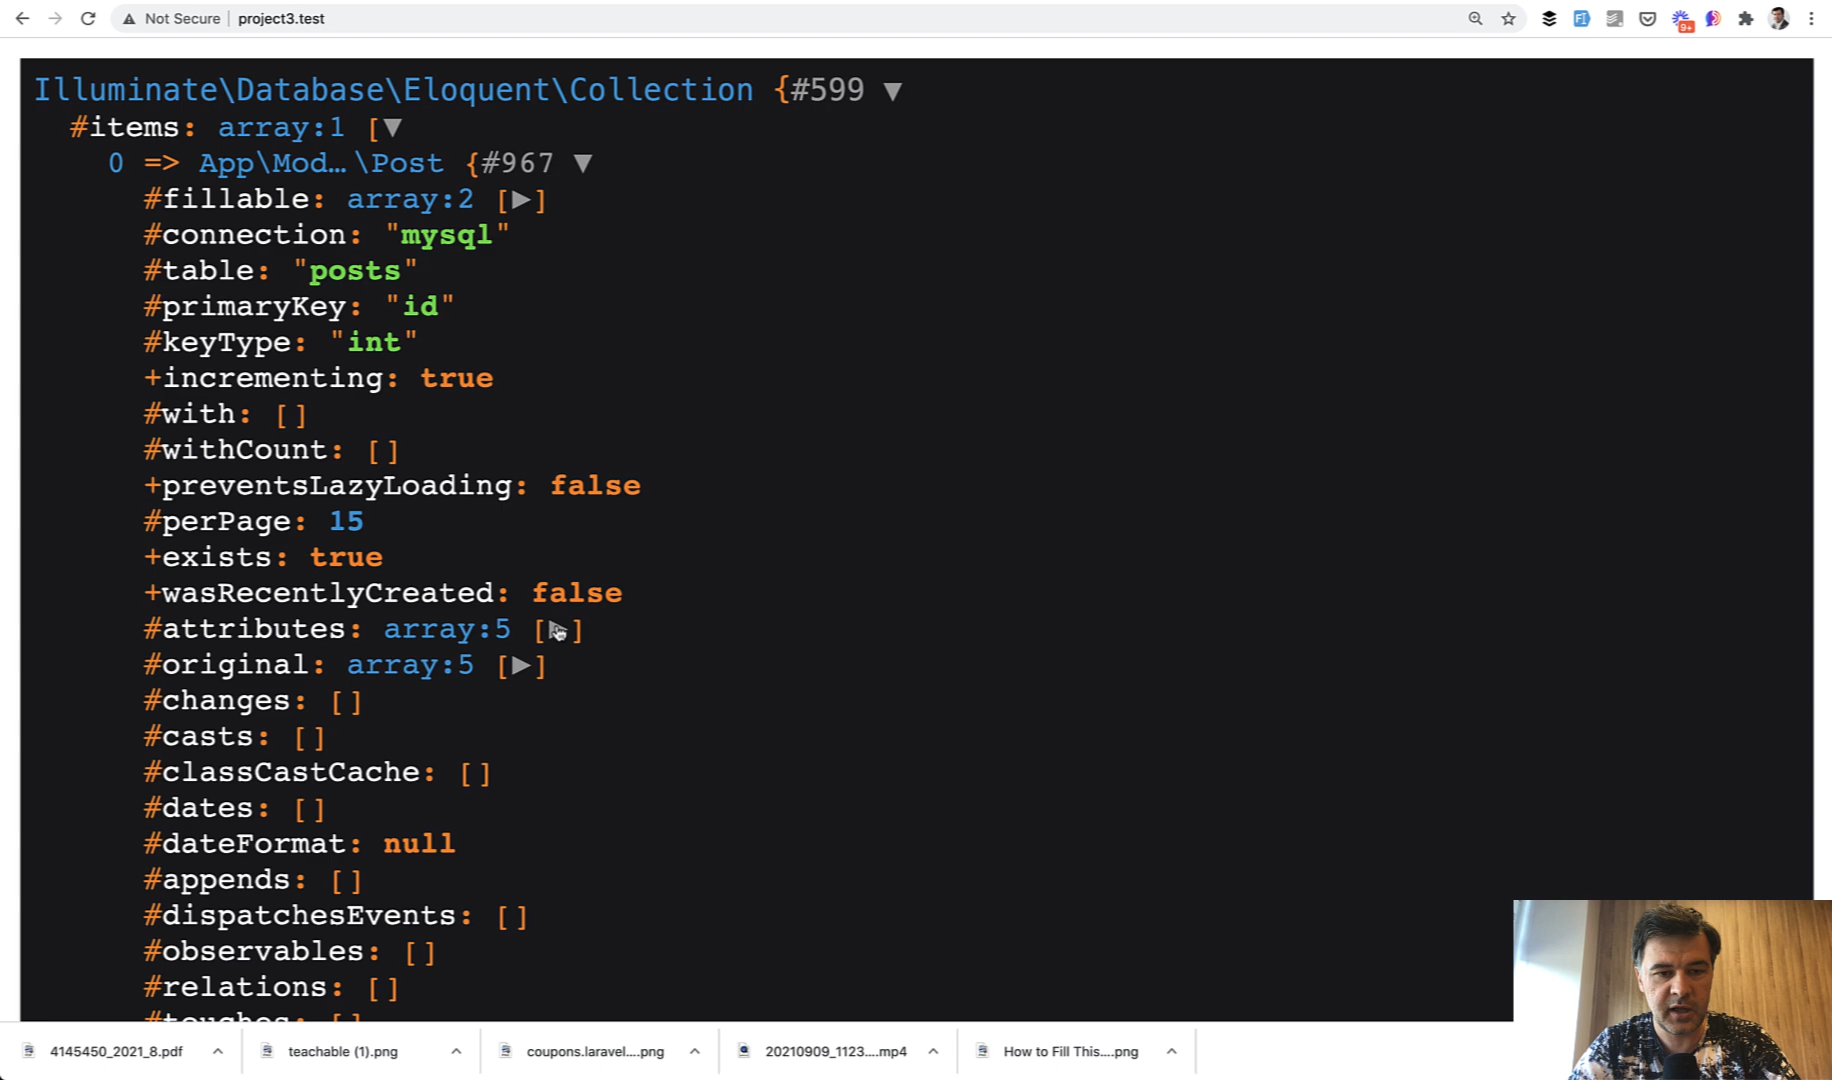 Not Secure project3.test
9+
Illuminate\Database\Eloquent\Collection {#599 ▼
#items: array:1 [▼
0 => App\Mod…\Post {#967 ▼
#fillable: array:2 [▶]
#connection: "mysql"
#table: "posts"
#primaryKey: "id"
#keyType: "int"
+incrementing: true
#with: []
#withCount: []
+preventsLazyLoading: false
#perPage: 15
+exists: true
+wasRecentlyCreated: false
#attributes: array:5 [▶]
#original: array:5 [▶]
#changes: []
#casts: []
#classCastCache: []
#dates: []
#dateFormat: null
#appends: []
#dispatchesEvents: []
#observables: []
#relations: []
#touches: []
4145450_2021_8.pdf teachable (1).png coupons.laravel....png 20210909_1123....mp4 How to Fill This....png